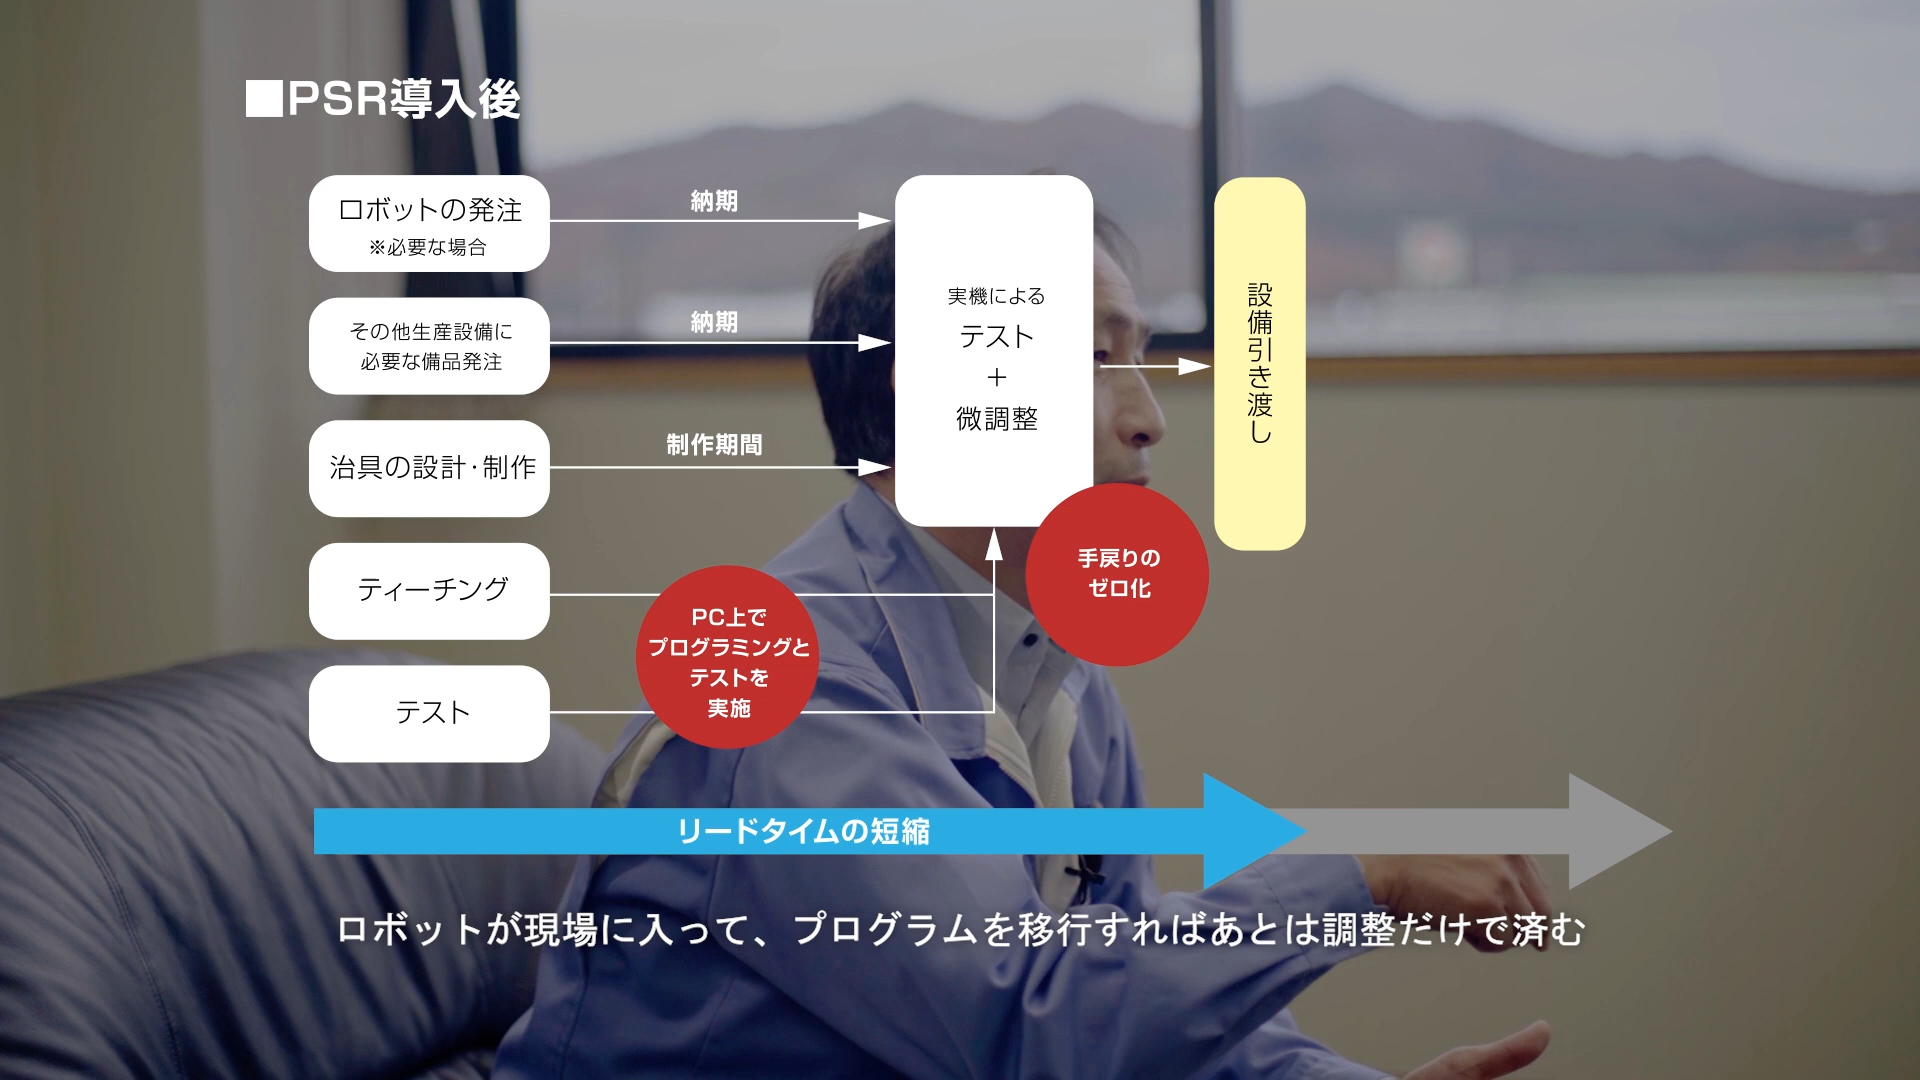 ■PSR導入後
ロボットの発注
※必要な場合
納期
その他生産設備に
必要な備品発注
納期
治具の設計・制作
制作期間
ティーチング
テスト
PC上で
プログラミングと
テストを
実施
実機による
テスト
＋
微調整
手戻りの
ゼロ化
設備引き渡し
リードタイムの短縮
ロボットが現場に入って、プログラムを移行すればあとは調整だけで済む